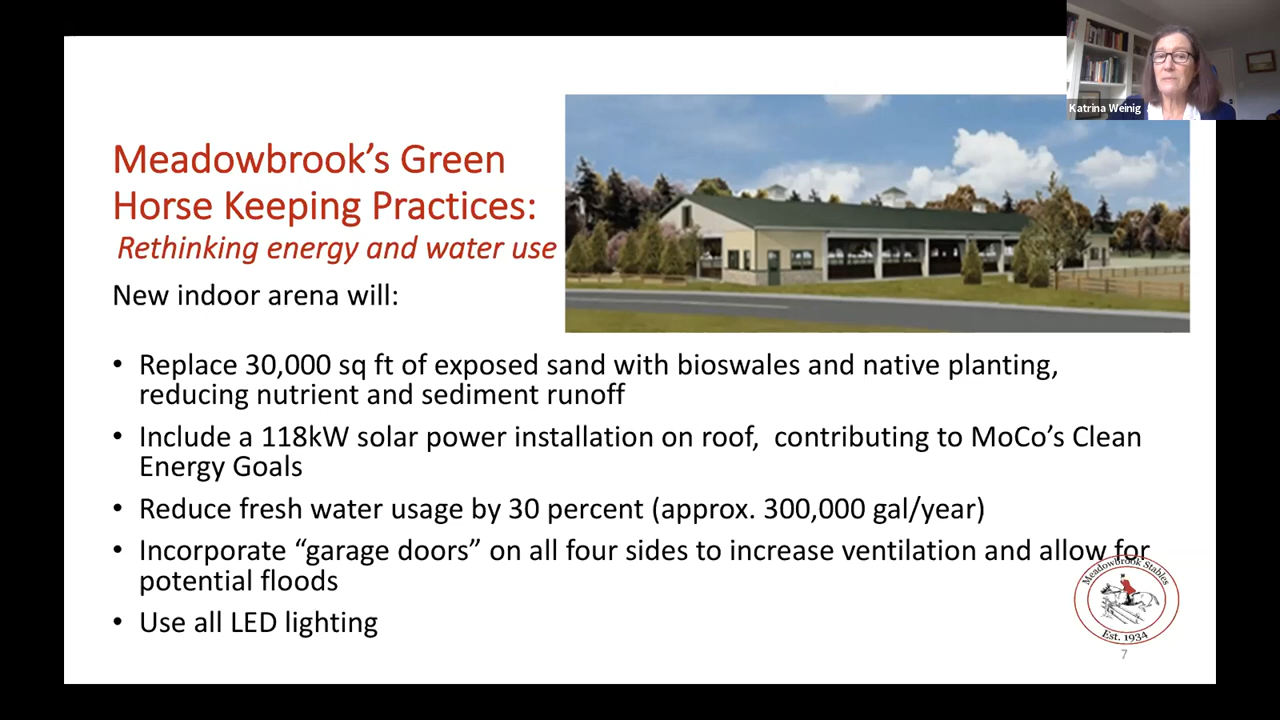 Katrina Weinig
Meadowbrook’s Green
Horse Keeping Practices:
Rethinking energy and water use
New indoor arena will:
• Replace 30,000 sq ft of exposed sand with bioswales and native planting,
reducing nutrient and sediment runoff
• Include a 118kW solar power installation on roof,  contributing to MoCo’s Clean
Energy Goals
• Reduce fresh water usage by 30 percent (approx. 300,000 gal/year)
• Incorporate “garage doors” on all four sides to increase ventilation and allow for
potential floods
• Use all LED lighting
Meadowbrook Stables
Est. 1934
7